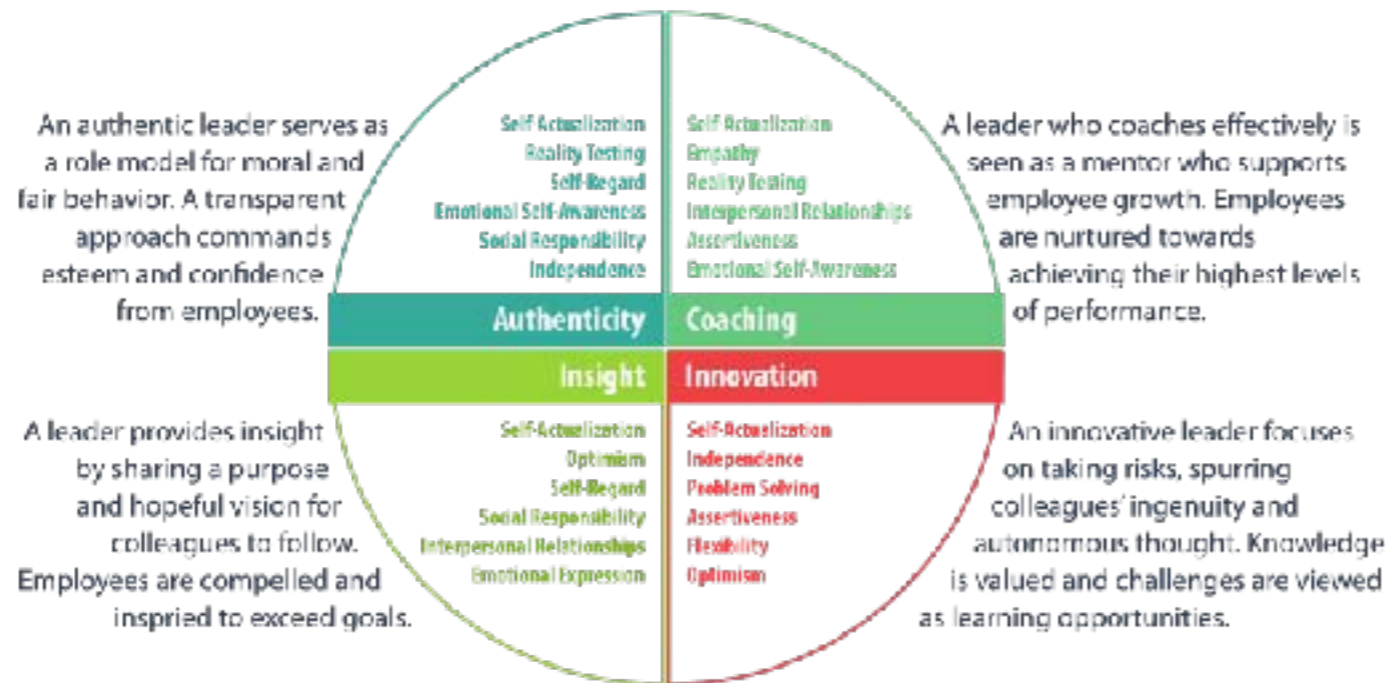 An authentic leader serves as
a role model for moral and
fair behavior. A transparent
approach commands
esteem and confidence
from employees.
Self Actualization
Reality Testing
Self-Regard
Emotional Self-Awareness
Social Responsibility
Independence
Authenticity
Self Actualization
Empathy
Reality Testing
Interpersonal Relationships
Assertiveness
Emotional Self-Awareness
Coaching
A leader who coaches effectively is
seen as a mentor who supports
employee growth. Employees
are nurtured towards
achieving their highest levels
of performance.
A leader provides insight
by sharing a purpose
and hopeful vision for
colleagues to follow.
Employees are compelled and
inspried to exceed goals.
Insight
Self-Actualization
Optimism
Self-Regard
Social Responsibility
Interpersonal Relationships
Emotional Expression
Innovation
Self-Actualization
Independence
Problem Solving
Assertiveness
Flexibility
Optimism
An innovative leader focuses
on taking risks, spurring
colleagues' ingenuity and
autonomous thought. Knowledge
is valued and challenges are viewed
as learning opportunities.